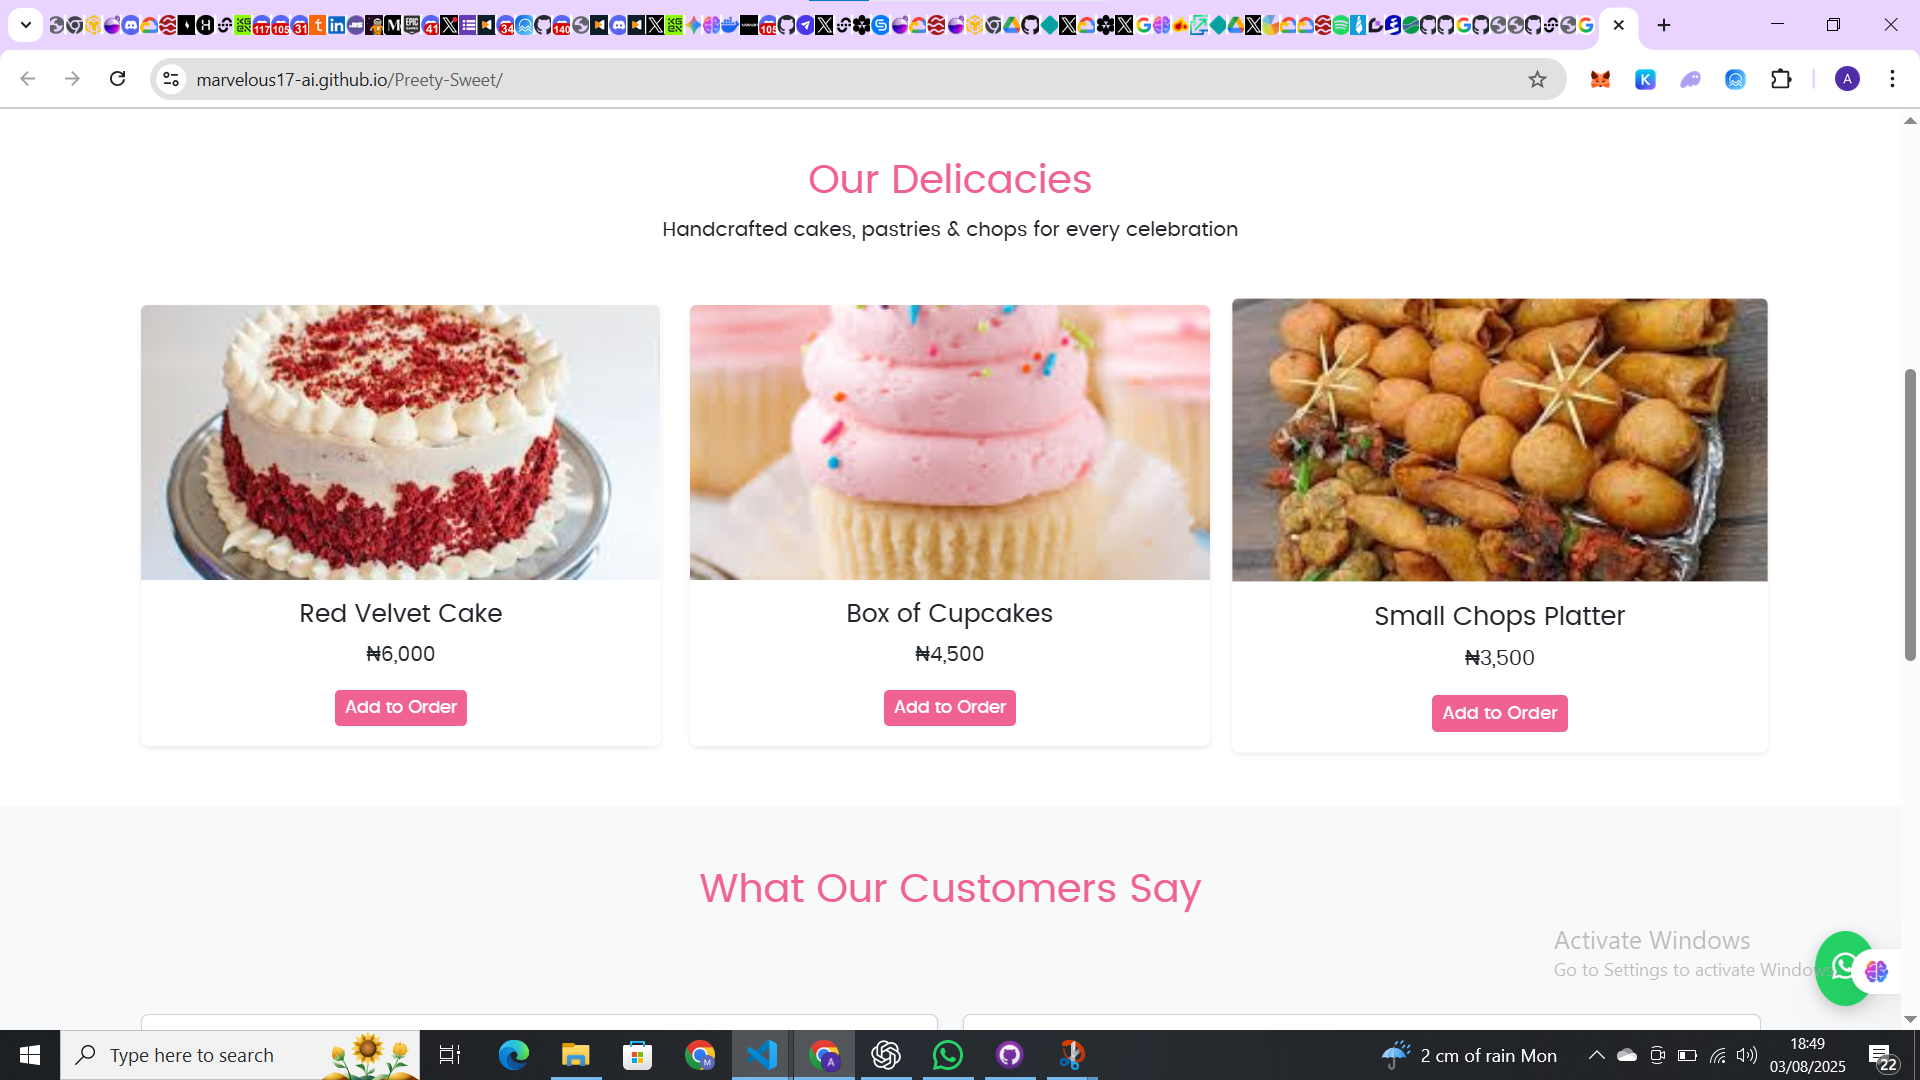 marvelous17-ai.github.io/Preety-Sweet/
A
Our Delicacies
Handcrafted cakes, pastries & chops for every celebration
Red Velvet Cake
₦6,000
Add to Order
Box of Cupcakes
₦4,500
Add to Order
Small Chops Platter
₦3,500
Add to Order
What Our Customers Say
Activate Windows
Go to Settings to activate Windows
Type here to search
2 cm of rain Mon
18:49
03/08/2025
22